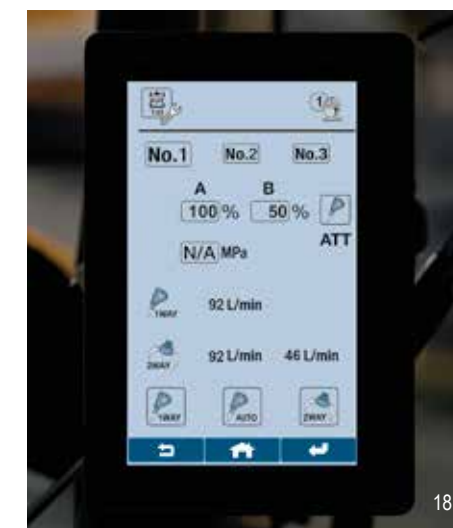 No.1 No.2 No.3
A B
100 % 50 %
ATT
N/A MPa
1WAY 92 L/min
2WAY 92 L/min 46 L/min
1WAY AUTO 2WAY
18